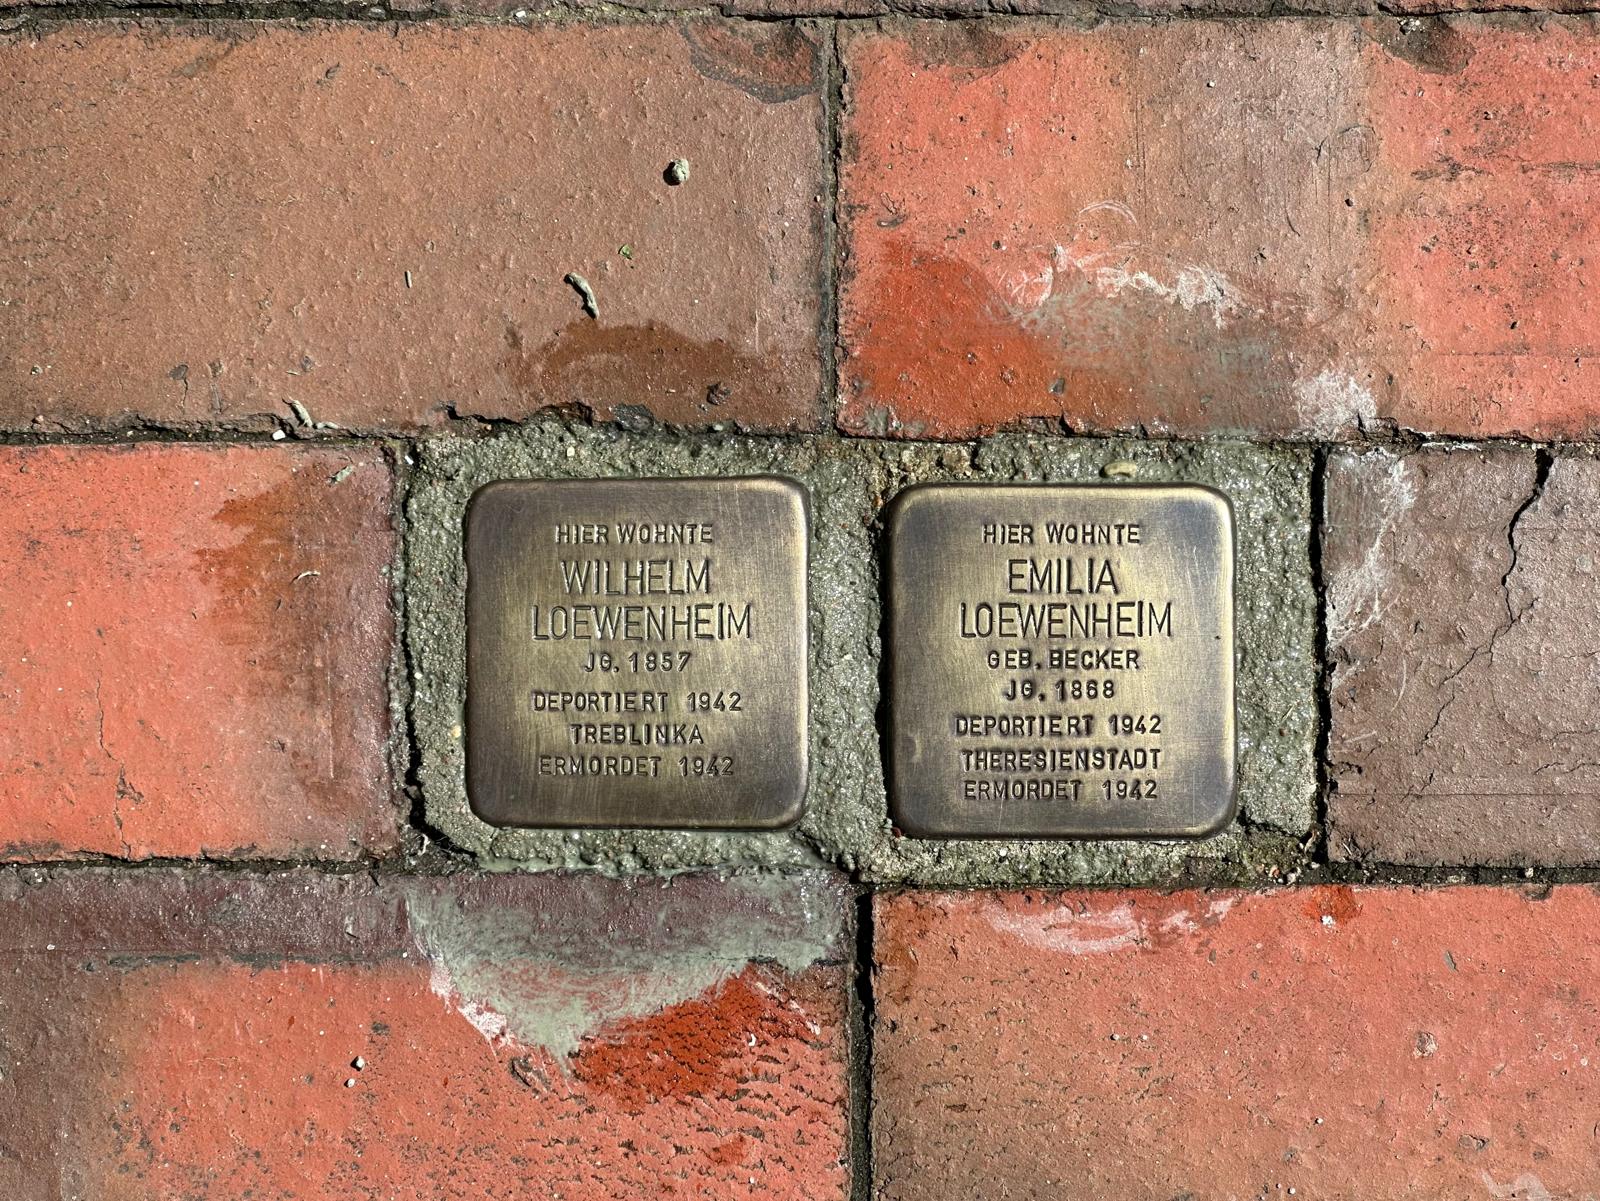 HIER WOHNTE
WILHELM
LOEWENHEIM
JG. 1857
DEPORTIERT 1942
TREBLINKA
ERMORDET 1942
HIER WOHNTE
EMILIA
LOEWENHEIM
GEB. BECKER
JG. 1868
DEPORTIERT 1942
THERESIENSTADT
ERMORDET 1942